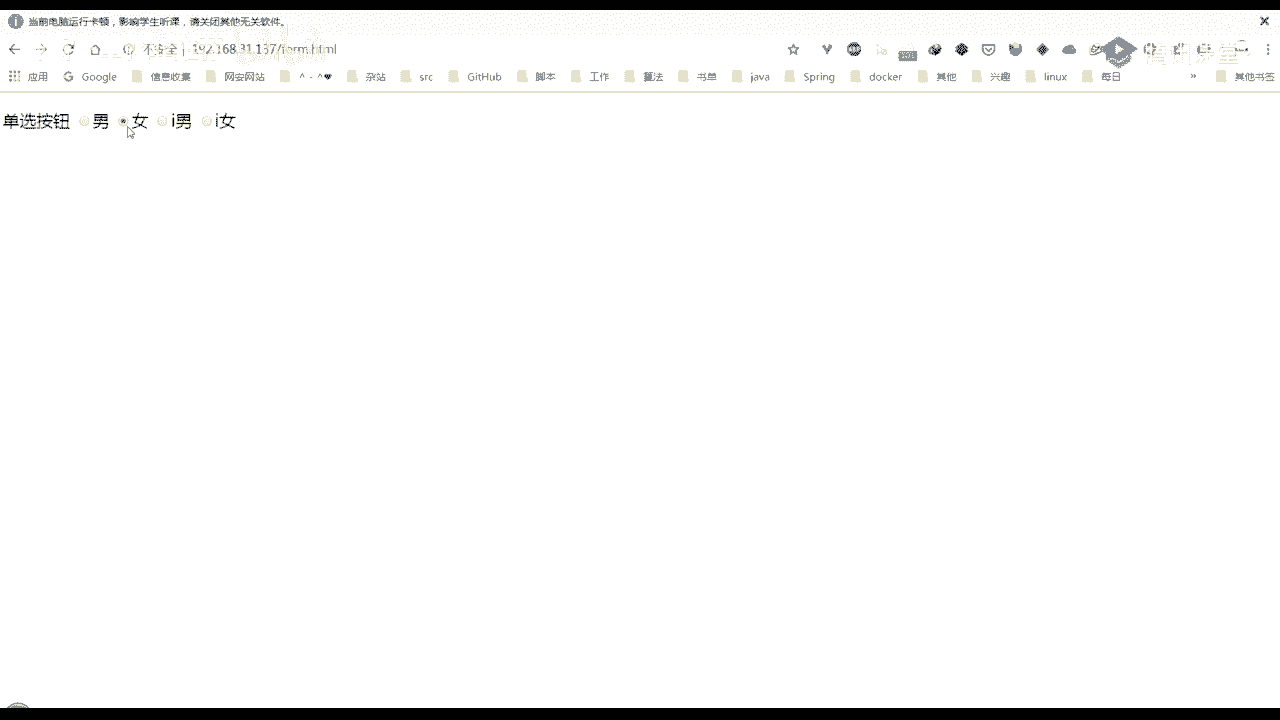 当前电脑运行卡顿，影响学生听课，请关闭其他无关软件。
不安全 | 192.168.31.137/form.html
应用 Google 信息收集 网安网站 ^-^❤ 杂站 src GitHub 脚本 工作 算法 书单 java Spring docker 其他 兴趣 linux 每日 » 其他书签
单选按钮 男 女 i男 i女